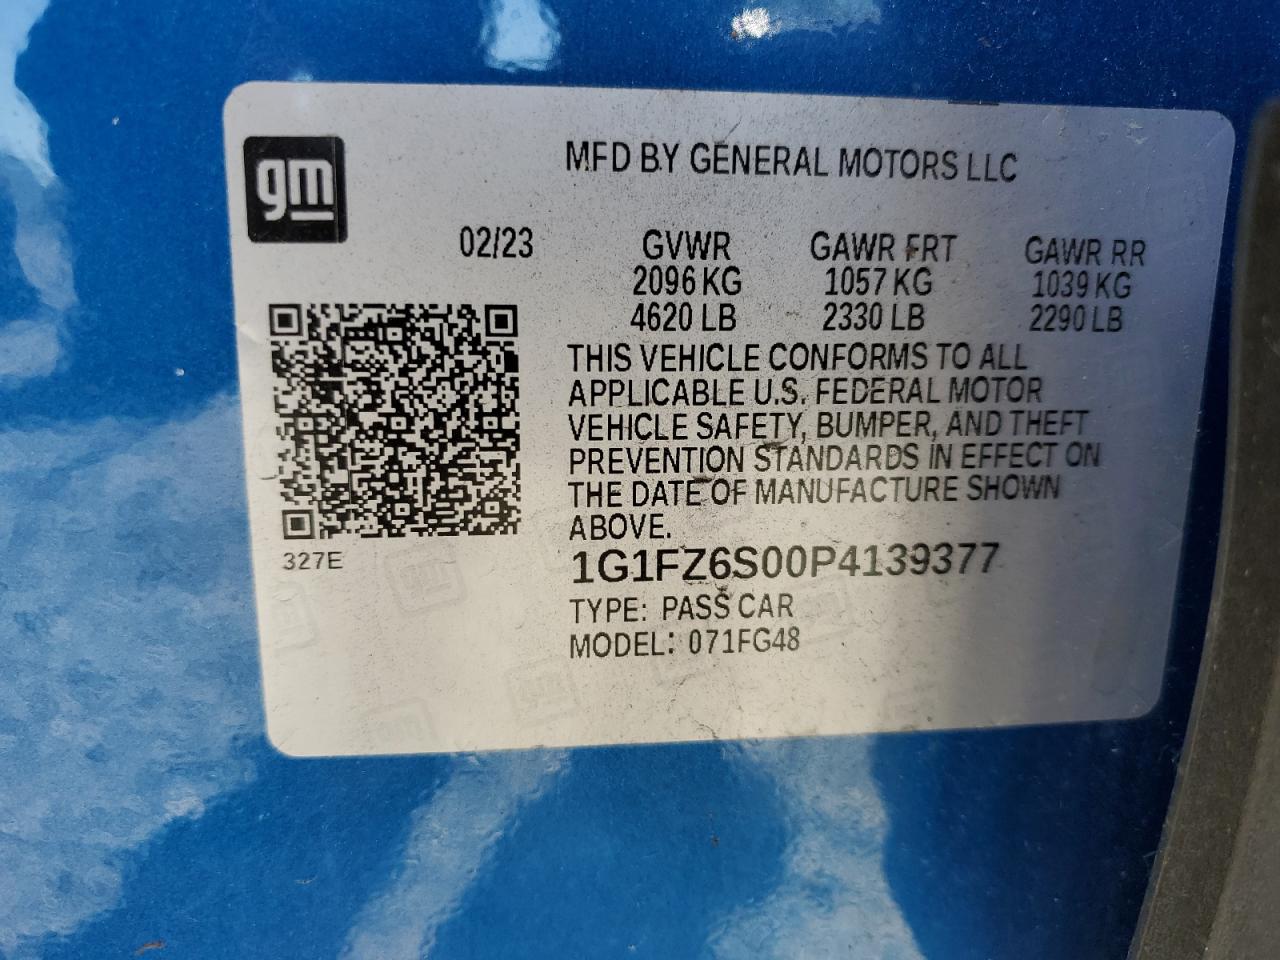 gm
MFD BY GENERAL MOTORS LLC
02/23 GVWR GAWR FRT GAWR RR
2096 KG 1057 KG 1039 KG
4620 LB 2330 LB 2290 LB
THIS VEHICLE CONFORMS TO ALL
APPLICABLE U.S. FEDERAL MOTOR
VEHICLE SAFETY, BUMPER, AND THEFT
PREVENTION STANDARDS IN EFFECT ON
THE DATE OF MANUFACTURE SHOWN
ABOVE.
327E
1G1FZ6S00P4139377
TYPE: PASS CAR
MODEL: 071FG48